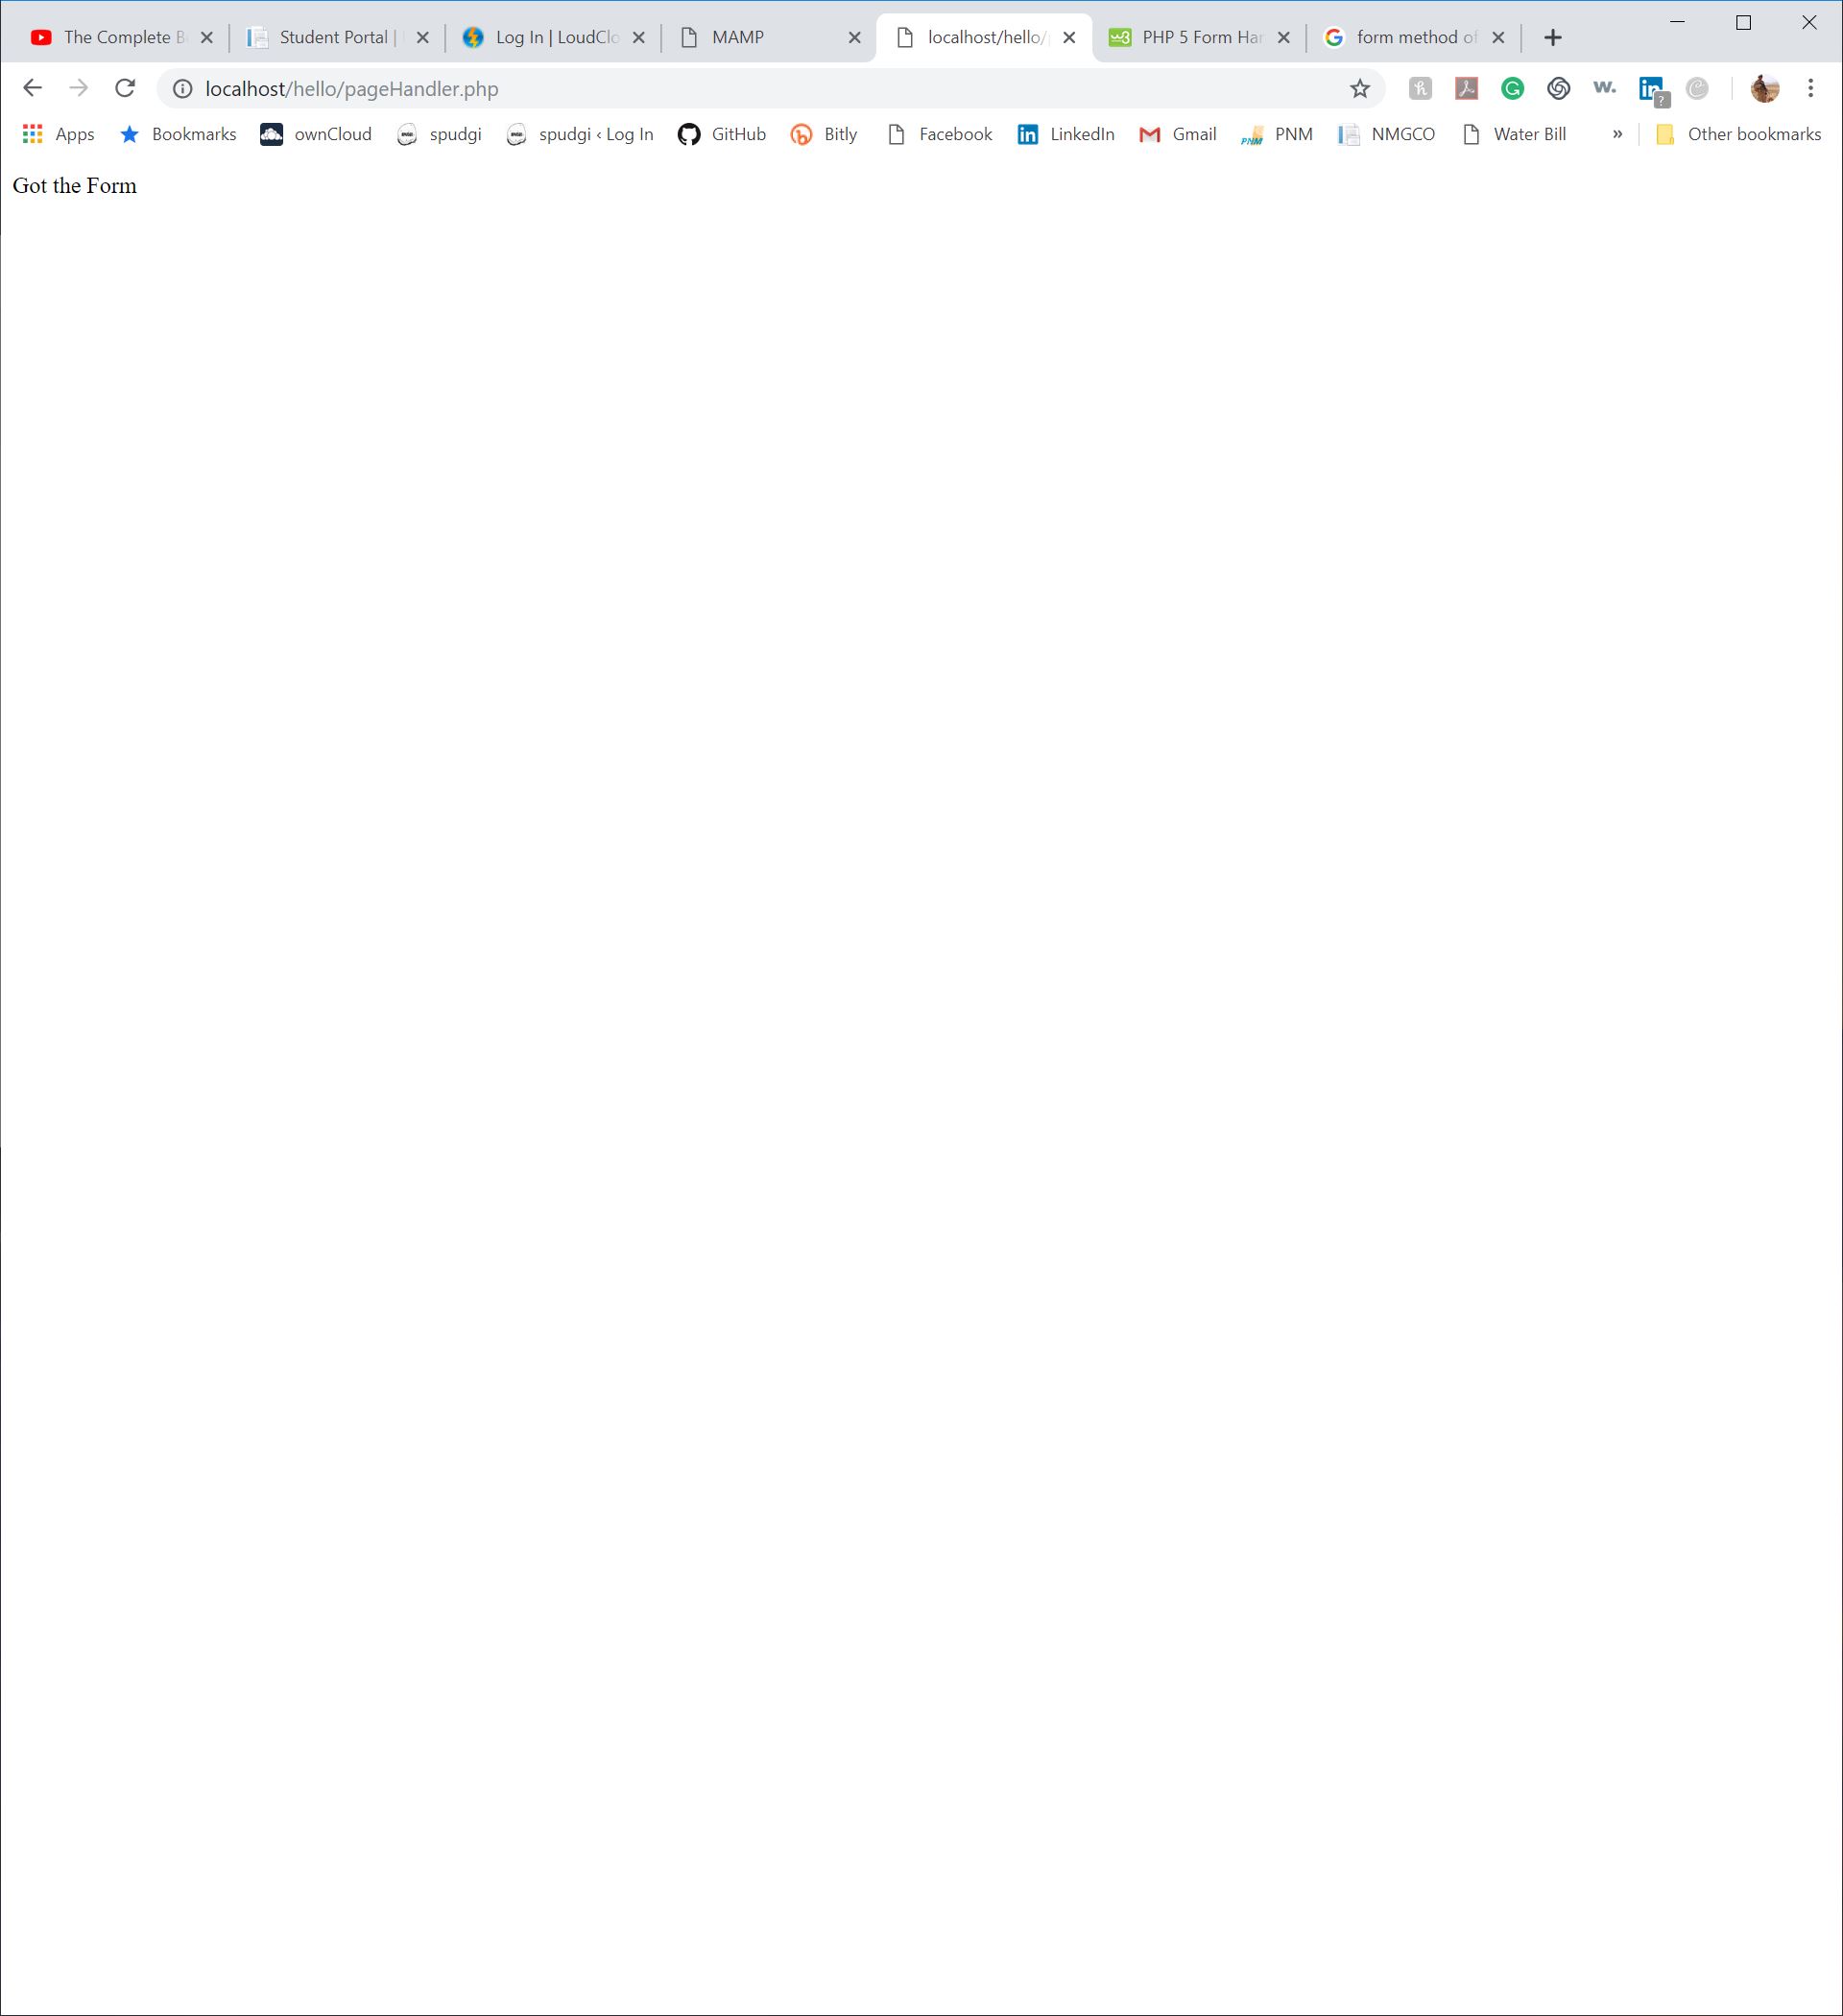 The Complete B
Student Portal |
Log In | LoudClo
MAMP
localhost/hello/
PHP 5 Form Har
form method of
localhost/hello/pageHandler.php
Apps Bookmarks ownCloud spudgi spudgi ‹ Log In GitHub Bitly Facebook LinkedIn Gmail PNM NMGCO Water Bill » Other bookmarks
Got the Form